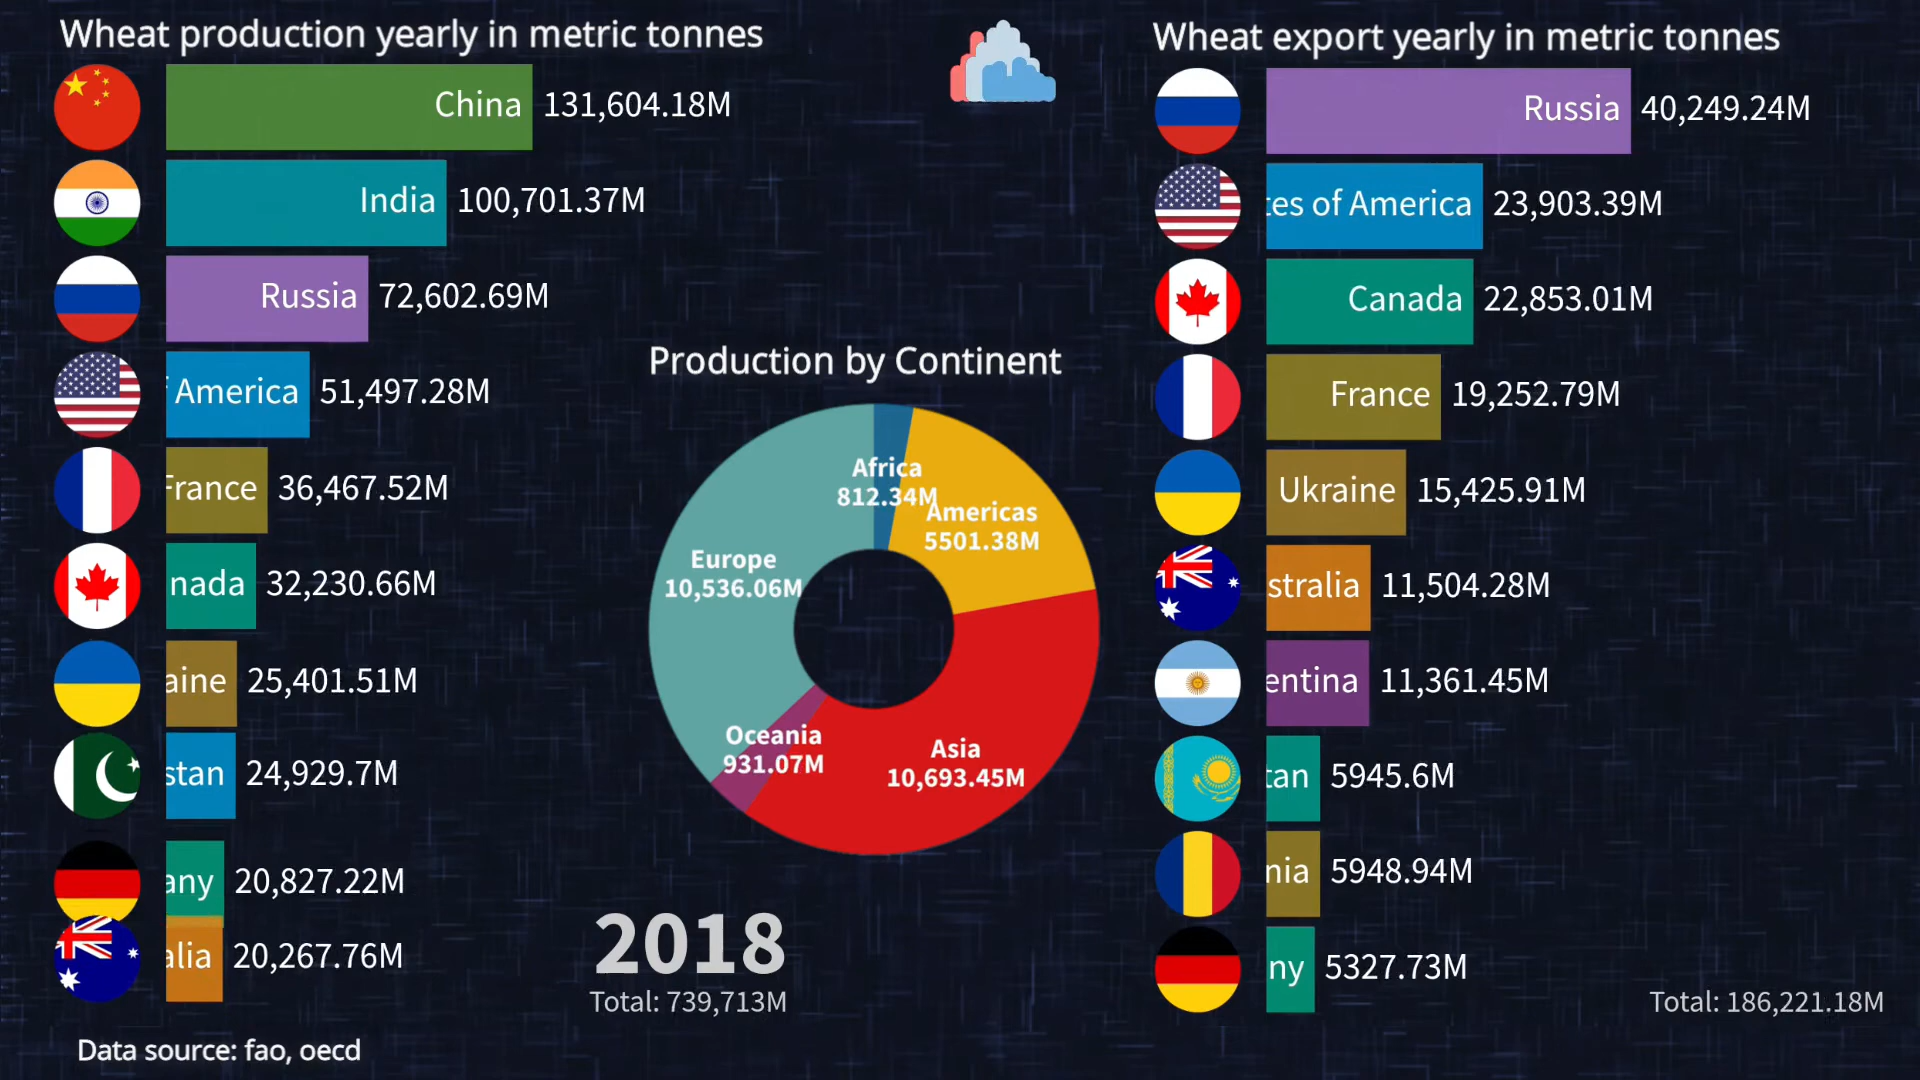 Wheat production yearly in metric tonnes
China 131,604.18M
India 100,701.37M
Russia 72,602.69M
America 51,497.28M
France 36,467.52M
nada 32,230.66M
aine 25,401.51M
stan 24,929.7M
any 20,827.22M
alia 20,267.76M
Data source: fao, oecd
Production by Continent
Africa
812.34M
Americas
5501.38M
Europe
10,536.06M
Oceania
931.07M
Asia
10,693.45M
2018
Total: 739,713M
Wheat export yearly in metric tonnes
Russia 40,249.24M
tes of America 23,903.39M
Canada 22,853.01M
France 19,252.79M
Ukraine 15,425.91M
stralia 11,504.28M
entina 11,361.45M
tan 5945.6M
nia 5948.94M
ny 5327.73M
Total: 186,221.18M